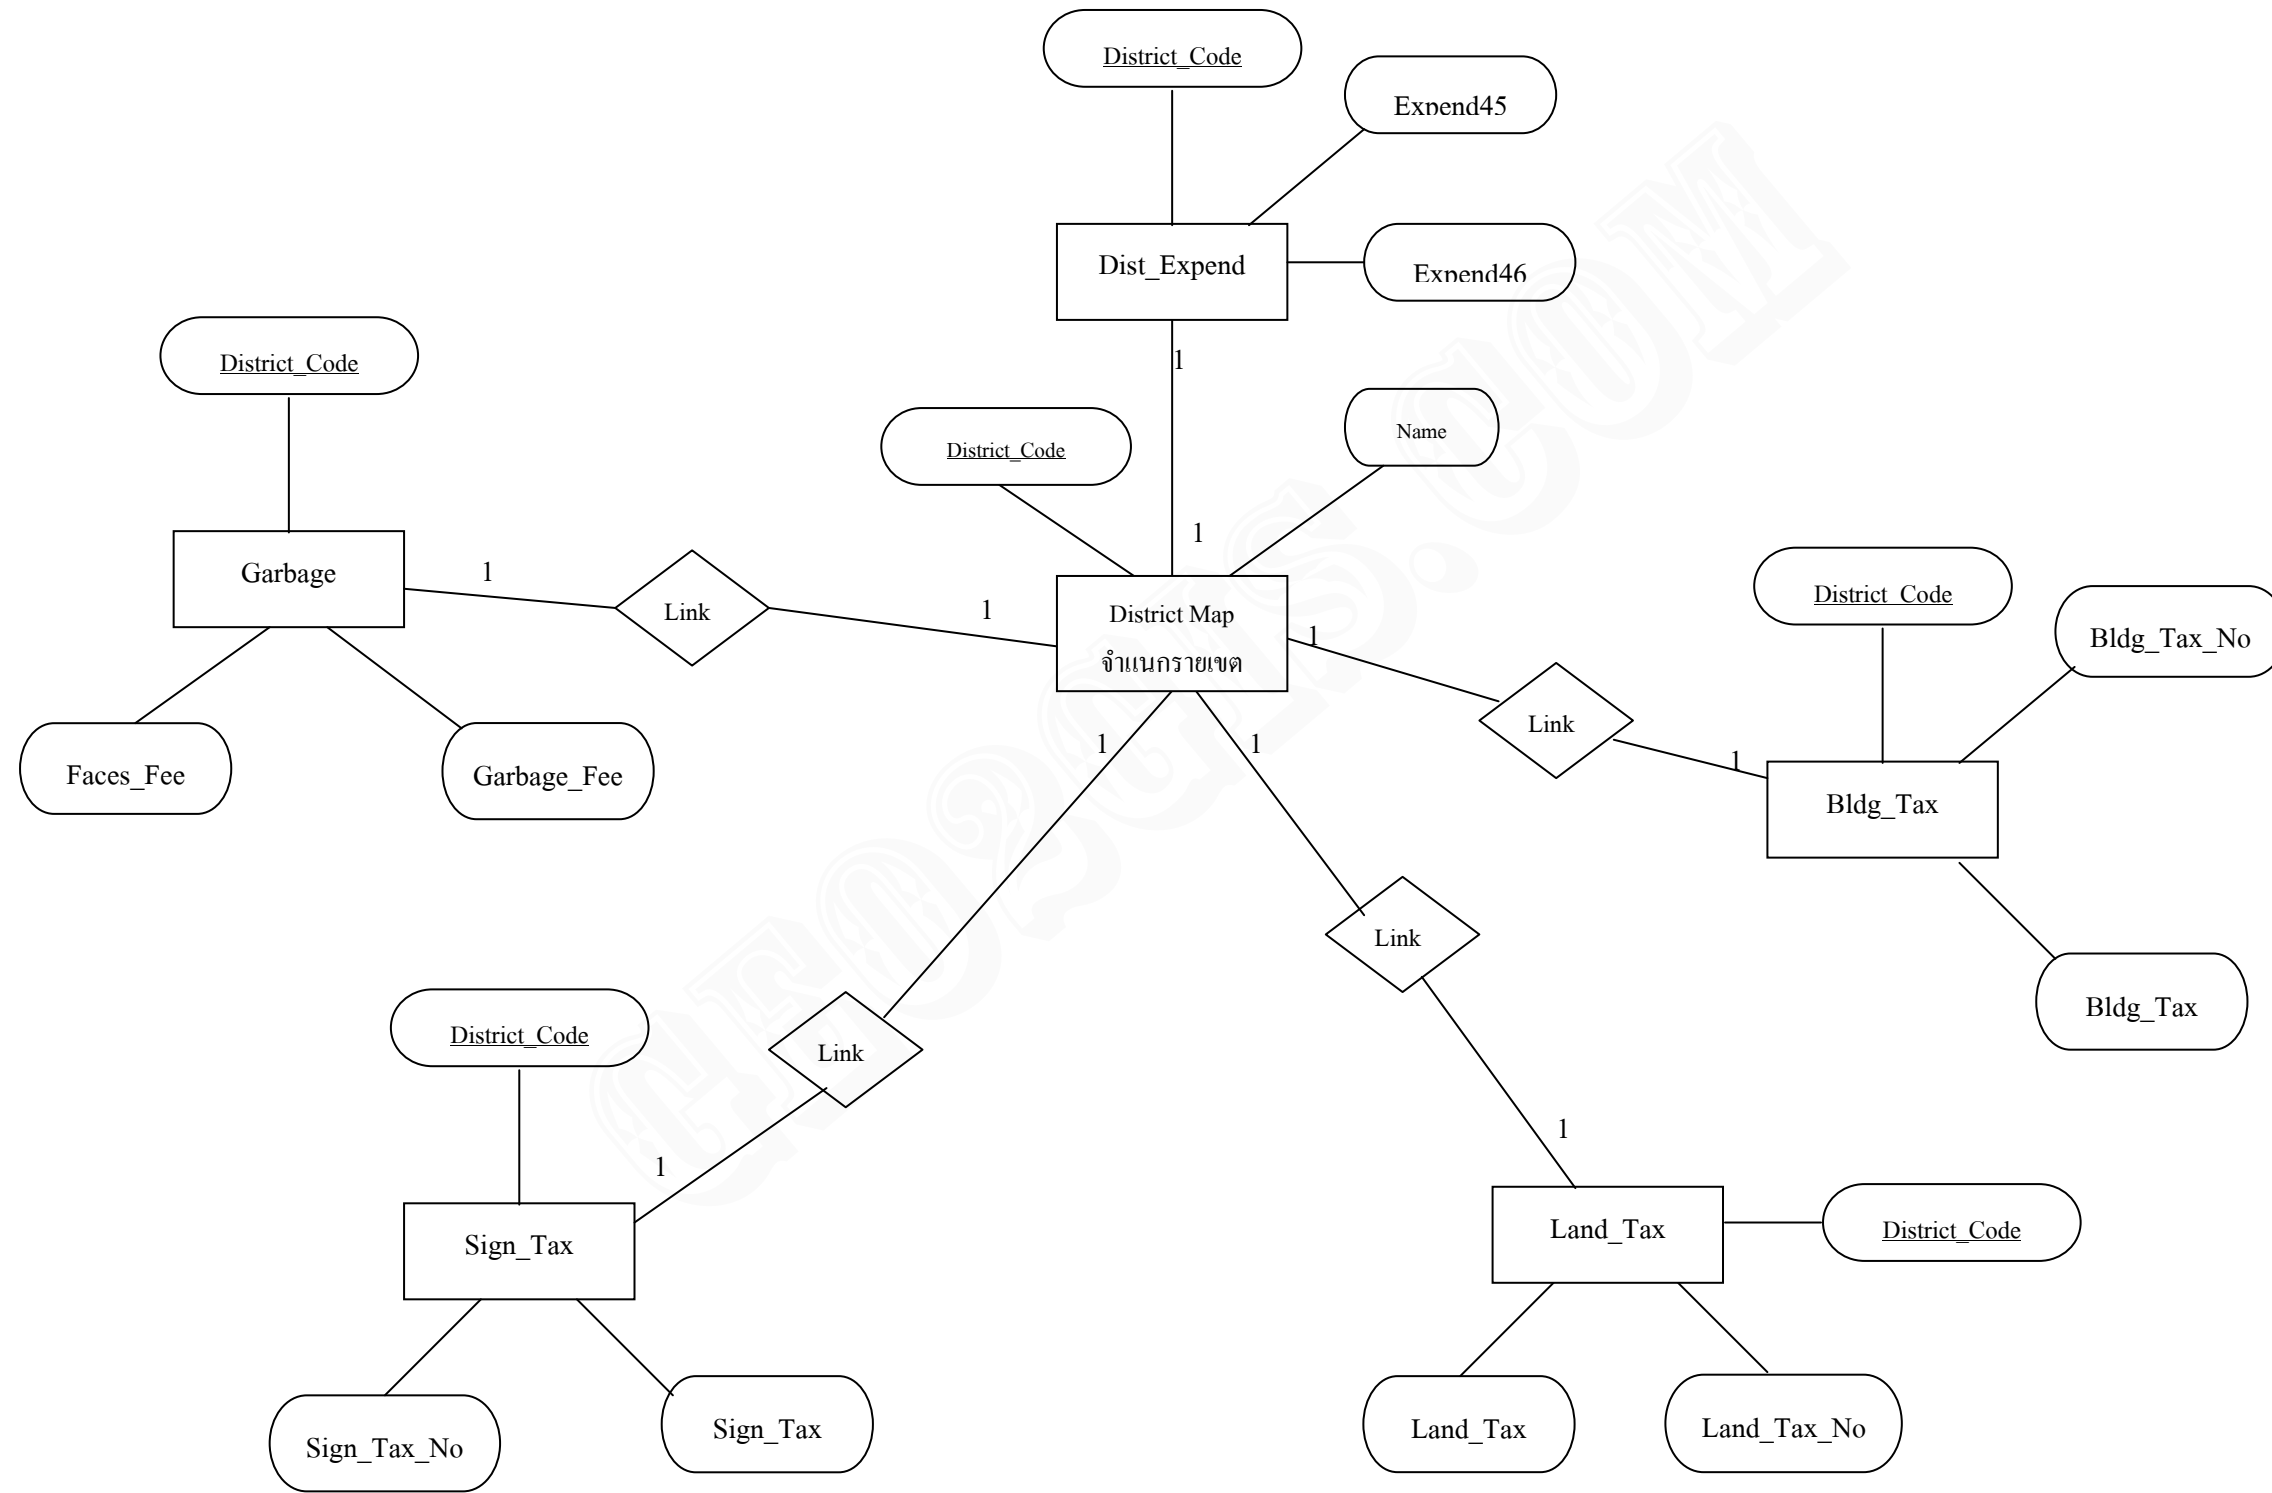 District_Code
Expend45
Dist_Expend
Expend46
1
District_Code
Name
District_Code
1
Garbage
1
Link
1
District Map
จำแนกรายเขต
1
District_Code
Bldg_Tax_No
Link
1
Bldg_Tax
Bldg_Tax
Faces_Fee
Garbage_Fee
1
1
Link
Link
District_Code
1
Sign_Tax
Sign_Tax_No
Sign_Tax
1
Land_Tax
District_Code
Land_Tax
Land_Tax_No
GEO2GIS.COM